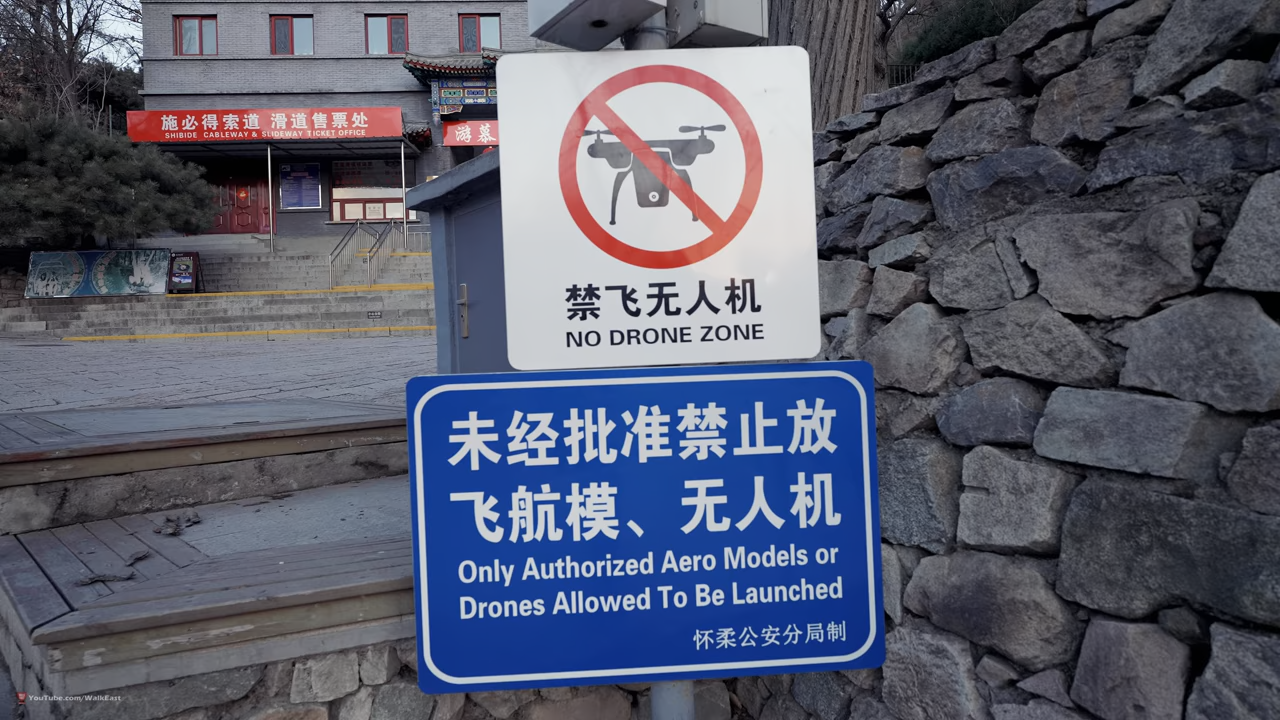 施必得索道 滑道售票处
SHIBIDE CABLEWAY & SLIDEWAY TICKET OFFICE
游慕
禁飞无人机
NO DRONE ZONE
未经批准禁止放
飞航模、无人机
Only Authorized Aero Models or
Drones Allowed To Be Launched
怀柔公安分局制
YouTube.com/WalkEast